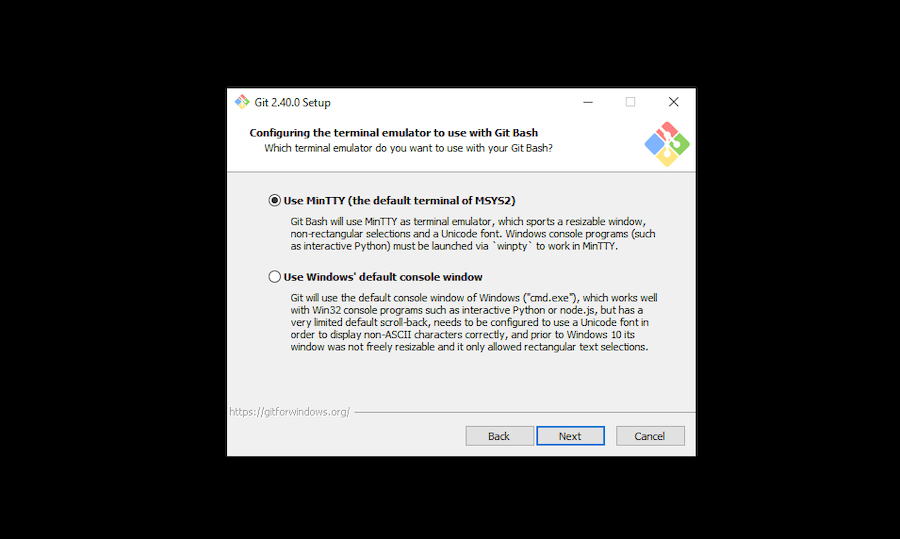 Git 2.40.0 Setup
Configuring the terminal emulator to use with Git Bash
Which terminal emulator do you want to use with your Git Bash?
Use MinTTY (the default terminal of MSYS2)
Git Bash will use MinTTY as terminal emulator, which sports a resizable window,
non-rectangular selections and a Unicode font. Windows console programs (such
as interactive Python) must be launched via `winpty` to work in MinTTY.
Use Windows' default console window
Git will use the default console window of Windows ("cmd.exe"), which works well
with Win32 console programs such as interactive Python or node.js, but has a
very limited default scroll-back, needs to be configured to use a Unicode font in
order to display non-ASCII characters correctly, and prior to Windows 10 its
window was not freely resizable and it only allowed rectangular text selections.
https://gitforwindows.org/
Back Next Cancel